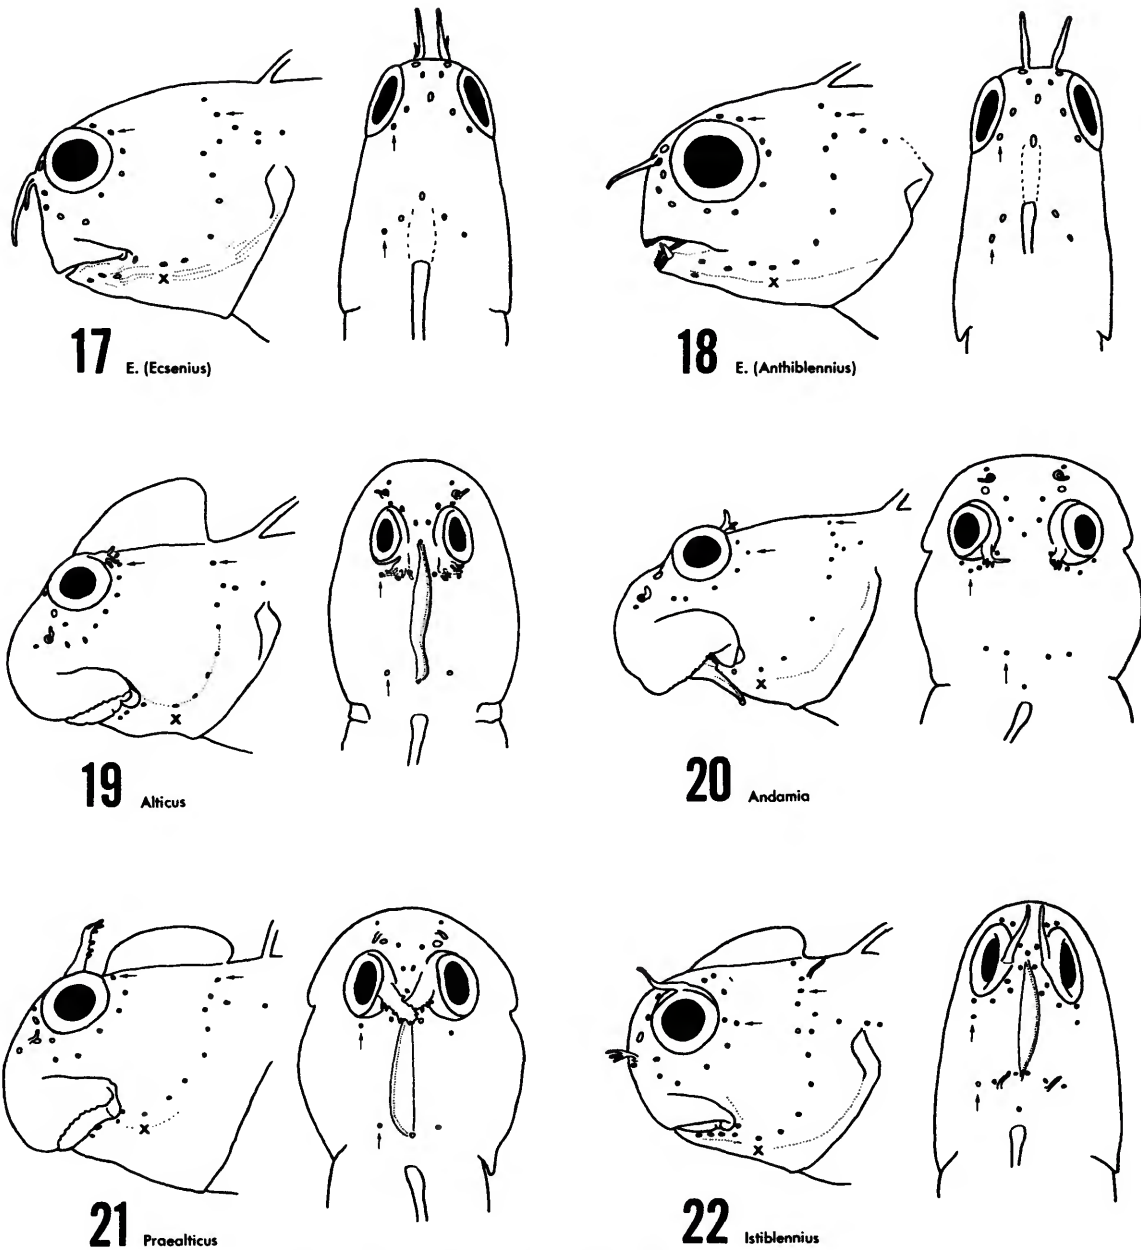 17 E. (Ecsenius)
18 E. (Anthiblennius)
x
x
19 Alticus
20 Andamia
x
x
21 Praealticus
22 Istiblennius
x
x